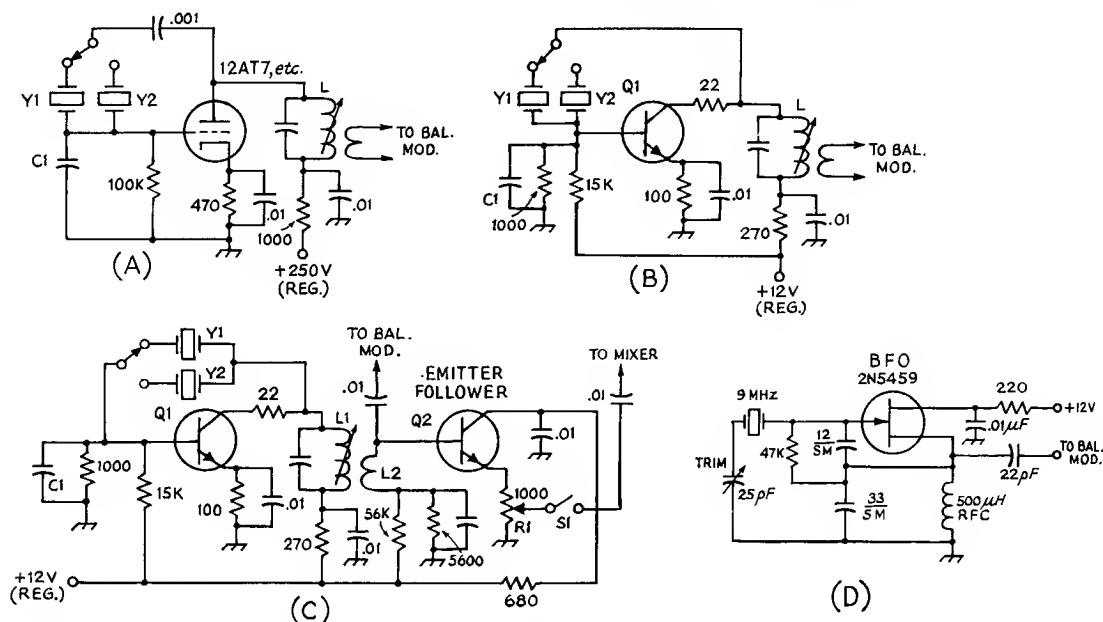 .001
12AT7, etc.
Y1
Y2
L
C1
100K
470
.01
.01
1000
TO BAL.
MOD.
+250V
(REG.)
(A)
Q1
22
Y1
Y2
L
TO BAL.
MOD.
C1
1000
15K
100
.01
270
.01
+12V
(REG.)
(B)
Y1
Y2
TO BAL.
MOD.
TO MIXER
EMITTER
FOLLOWER
.01
.01
Q1
22
Q2
.01
L1
L2
C1
1000
15K
100
.01
270
.01
56K
5600
1000
R1
S1
+12V
(REG.)
680
(C)
BFO
2N5459
9 MHz
220
+12V
.01µF
TRIM
25pF
47K
12
SM
33
SM
TO BAL.
MOD.
22pF
500µH
RFC
(D)